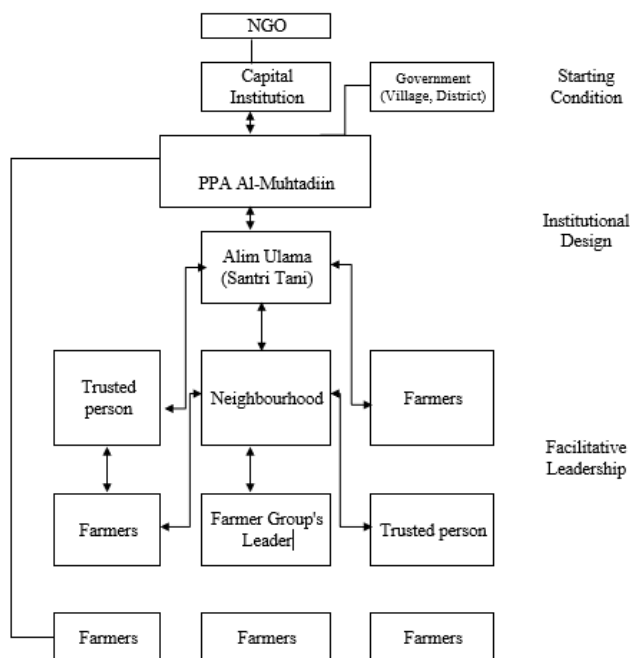 NGO
Capital
Institution
Government
(Village, District)
Starting
Condition
PPA Al-Muhtadiin
Institutional
Design
Alim Ulama
(Santri Tani)
Trusted
person
Neighbourhood
Farmers
Facilitative
Leadership
Farmers
Farmer Group's
Leader
Trusted person
Farmers
Farmers
Farmers